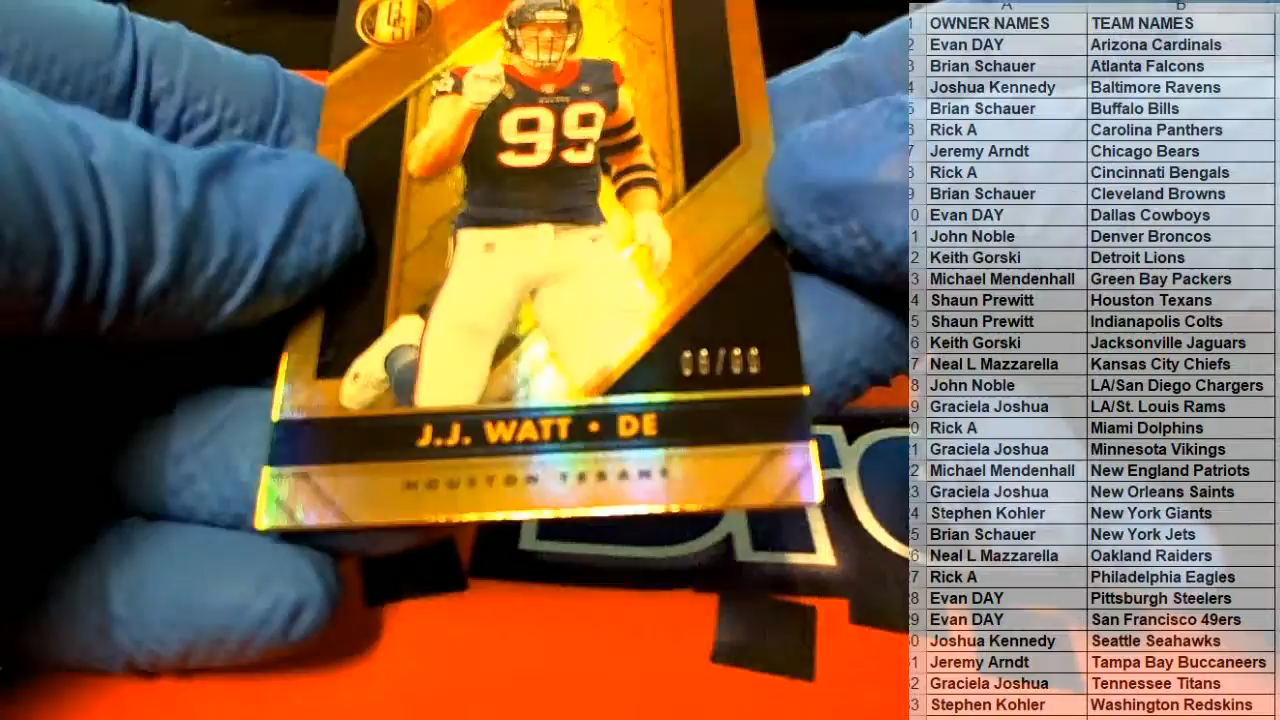 99
J.J. WATT • DE
HOUSTON TEXANS
A B
OWNER NAMES TEAM NAMES
Evan DAY Arizona Cardinals
Brian Schauer Atlanta Falcons
Joshua Kennedy Baltimore Ravens
Brian Schauer Buffalo Bills
Rick A Carolina Panthers
Jeremy Arndt Chicago Bears
Rick A Cincinnati Bengals
Brian Schauer Cleveland Browns
Evan DAY Dallas Cowboys
John Noble Denver Broncos
Keith Gorski Detroit Lions
Michael Mendenhall Green Bay Packers
Shaun Prewitt Houston Texans
Shaun Prewitt Indianapolis Colts
Keith Gorski Jacksonville Jaguars
Neal L Mazzarella Kansas City Chiefs
John Noble LA/San Diego Chargers
Graciela Joshua LA/St. Louis Rams
Rick A Miami Dolphins
Graciela Joshua Minnesota Vikings
Michael Mendenhall New England Patriots
Graciela Joshua New Orleans Saints
Stephen Kohler New York Giants
Brian Schauer New York Jets
Neal L Mazzarella Oakland Raiders
Rick A Philadelphia Eagles
Evan DAY Pittsburgh Steelers
Evan DAY San Francisco 49ers
Joshua Kennedy Seattle Seahawks
Jeremy Arndt Tampa Bay Buccaneers
Graciela Joshua Tennessee Titans
Stephen Kohler Washington Redskins